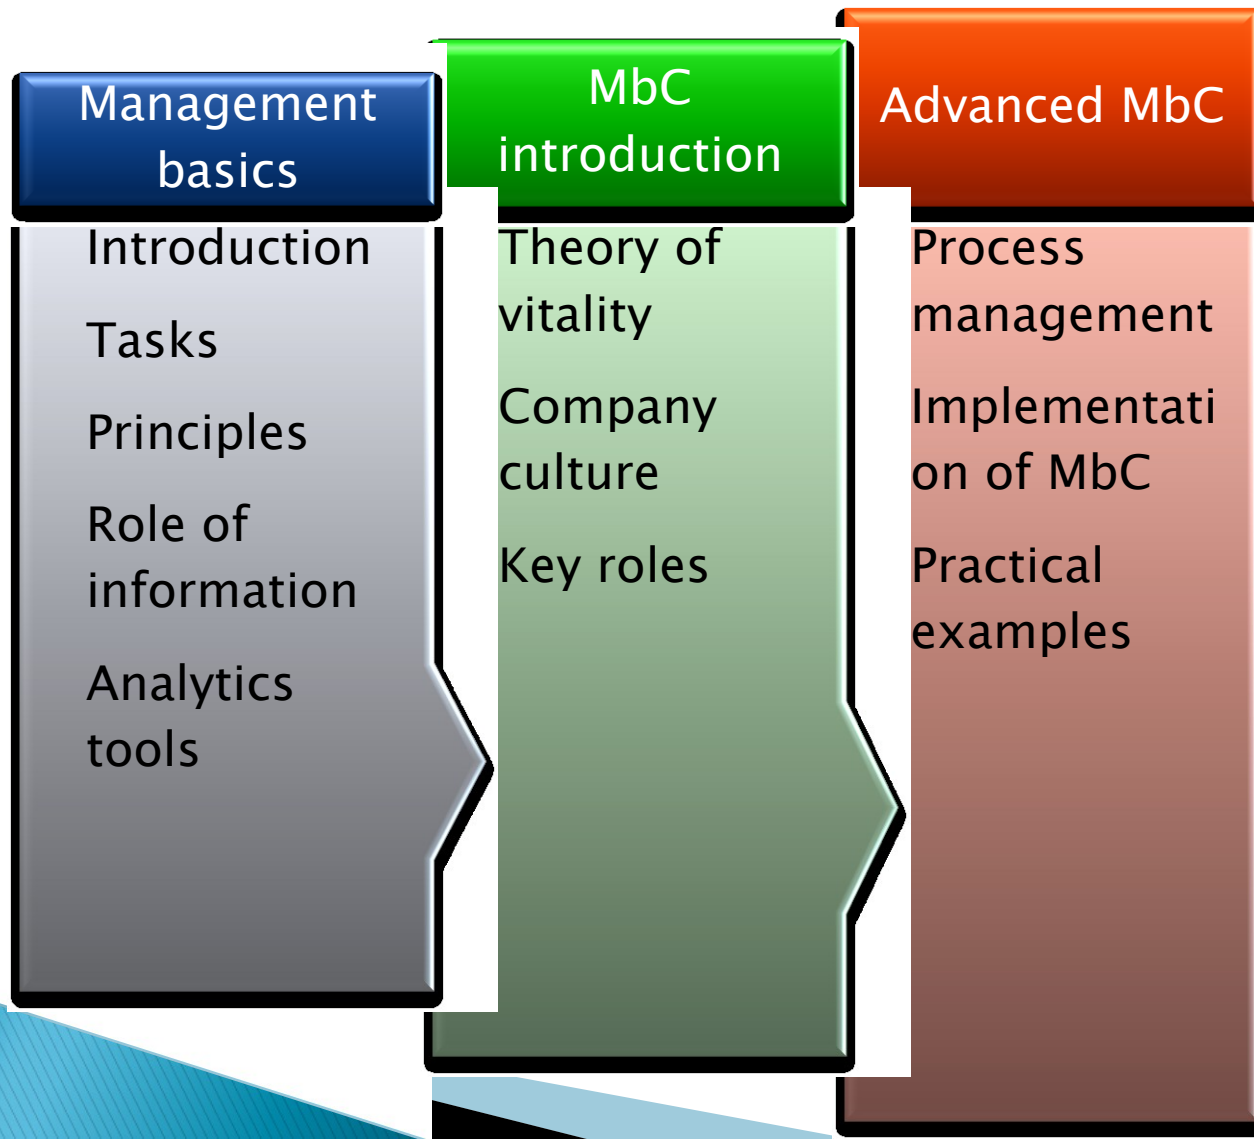 Management
basics
Introduction
Tasks
Principles
Role of
information
Analytics
tools
MbC
introduction
Theory of
vitality
Company
culture
Key roles
Advanced MbC
Process
management
Implementati
on of MbC
Practical
examples